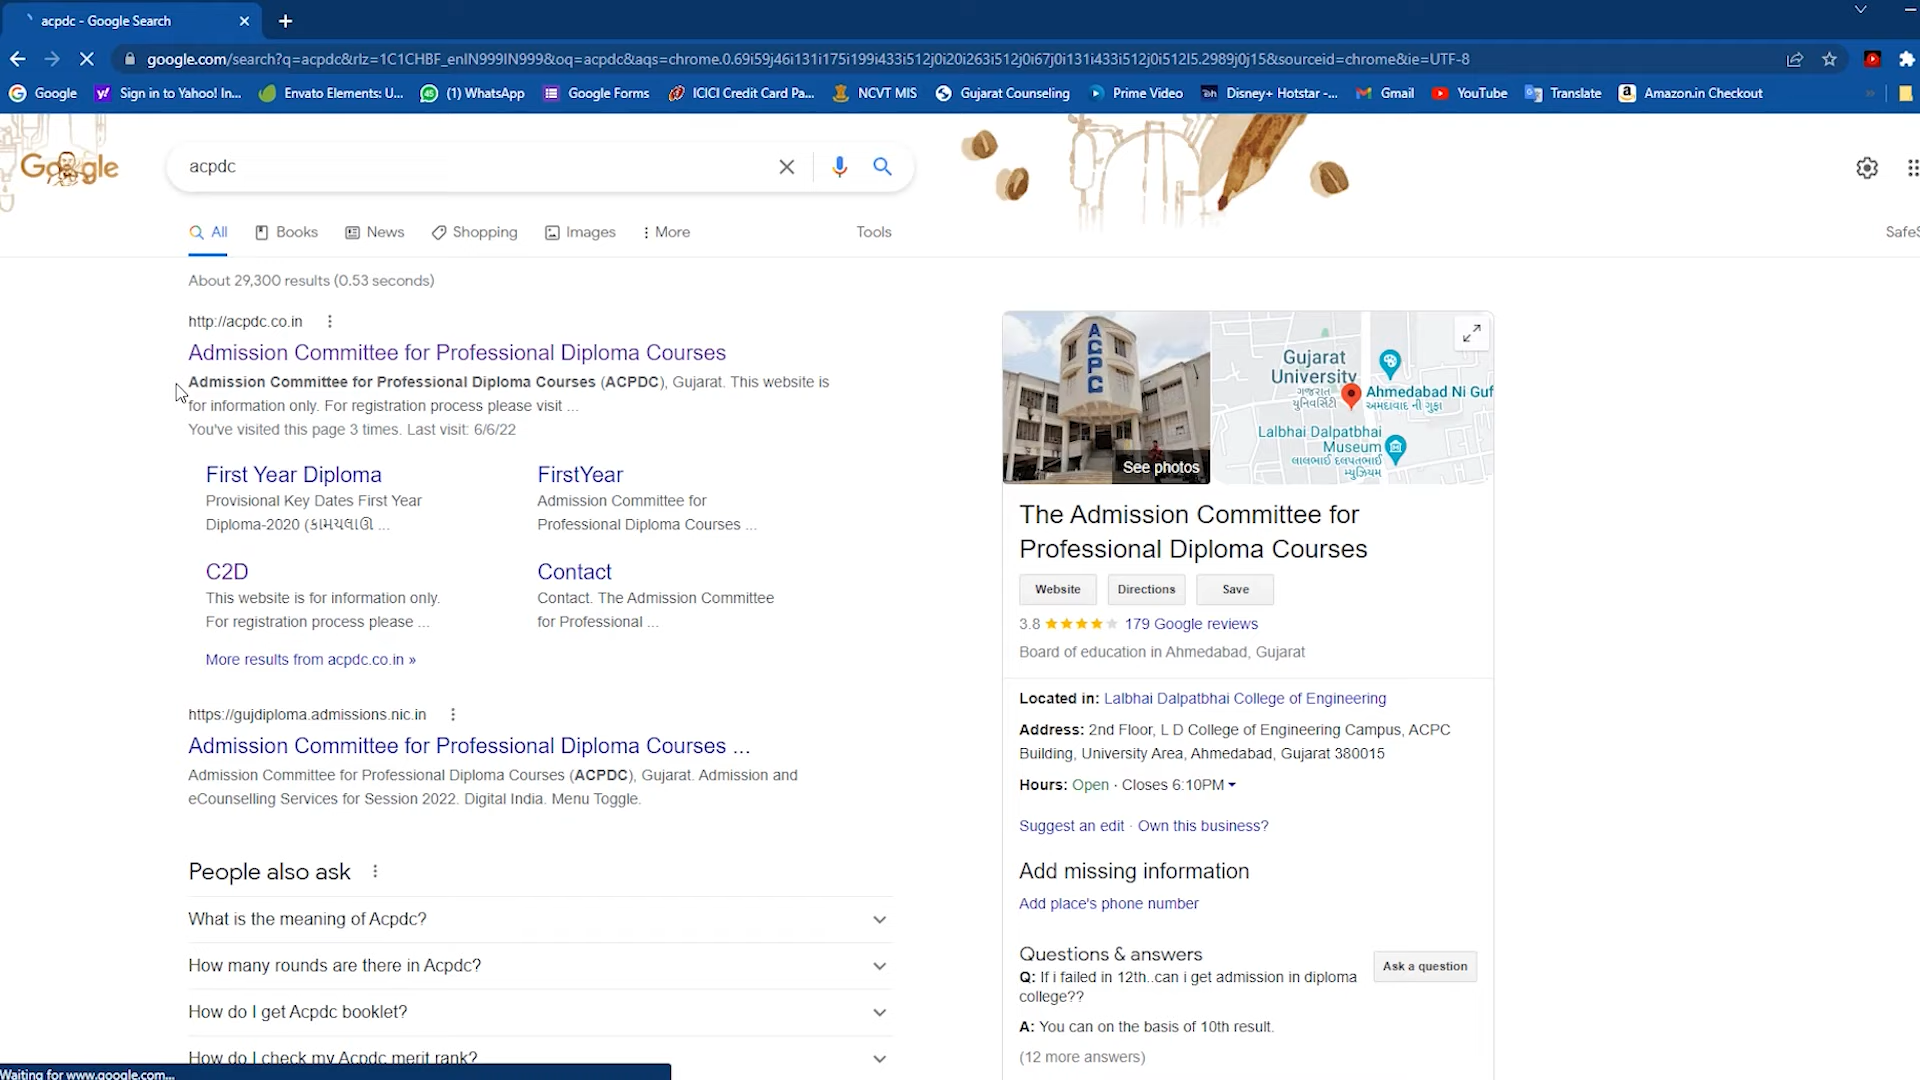 acpdc - Google Search
google.com/search?q=acpdc&rlz=1C1CHBF_enIN999IN999&oq=acpdc&aqs=chrome.0.69i59j46i131i175i199i433i512j0i20i263i512j0i67j0i131i433i512j0i512l5.2989j0j15&sourceid=chrome&ie=UTF-8
Google Sign in to Yahoo! In... Envato Elements: U... (1) WhatsApp Google Forms ICICI Credit Card Pa... NCVT MIS Gujarat Counseling Prime Video Disney+ Hotstar -... Gmail YouTube Translate Amazon.in Checkout
Google
acpdc
All Books News Shopping Images More Tools
About 29,300 results (0.53 seconds)
http://acpdc.co.in
Admission Committee for Professional Diploma Courses
Admission Committee for Professional Diploma Courses (ACPDC), Gujarat. This website is
for information only. For registration process please visit ...
You've visited this page 3 times. Last visit: 6/6/22
First Year Diploma
Provisional Key Dates First Year
Diploma-2020 (કામચલાઊ ...
FirstYear
Admission Committee for
Professional Diploma Courses ...
C2D
This website is for information only.
For registration process please ...
Contact
Contact. The Admission Committee
for Professional ...
More results from acpdc.co.in »
https://gujdiploma.admissions.nic.in
Admission Committee for Professional Diploma Courses ...
Admission Committee for Professional Diploma Courses (ACPDC), Gujarat. Admission and
eCounselling Services for Session 2022. Digital India. Menu Toggle.
People also ask
What is the meaning of Acpdc?
How many rounds are there in Acpdc?
How do I get Acpdc booklet?
How do I check my Acpdc merit rank?
Waiting for www.google.com...
ACPC
See photos
Gujarat
University
ગુજરાત
યુનિવર્સિટી
Ahmedabad Ni Guf
અમદાવાદ ની ગુફા
Lalbhai Dalpatbhai
Museum
લાલભાઈ દલપતભાઈ
મ્યુઝિયમ
The Admission Committee for
Professional Diploma Courses
Website Directions Save
3.8 179 Google reviews
Board of education in Ahmedabad, Gujarat
Located in: Lalbhai Dalpatbhai College of Engineering
Address: 2nd Floor, L D College of Engineering Campus, ACPC
Building, University Area, Ahmedabad, Gujarat 380015
Hours: Open · Closes 6:10PM
Suggest an edit · Own this business?
Add missing information
Add place's phone number
Questions & answers
Ask a question
Q: If i failed in 12th..can i get admission in diploma
college??
A: You can on the basis of 10th result.
(12 more answers)